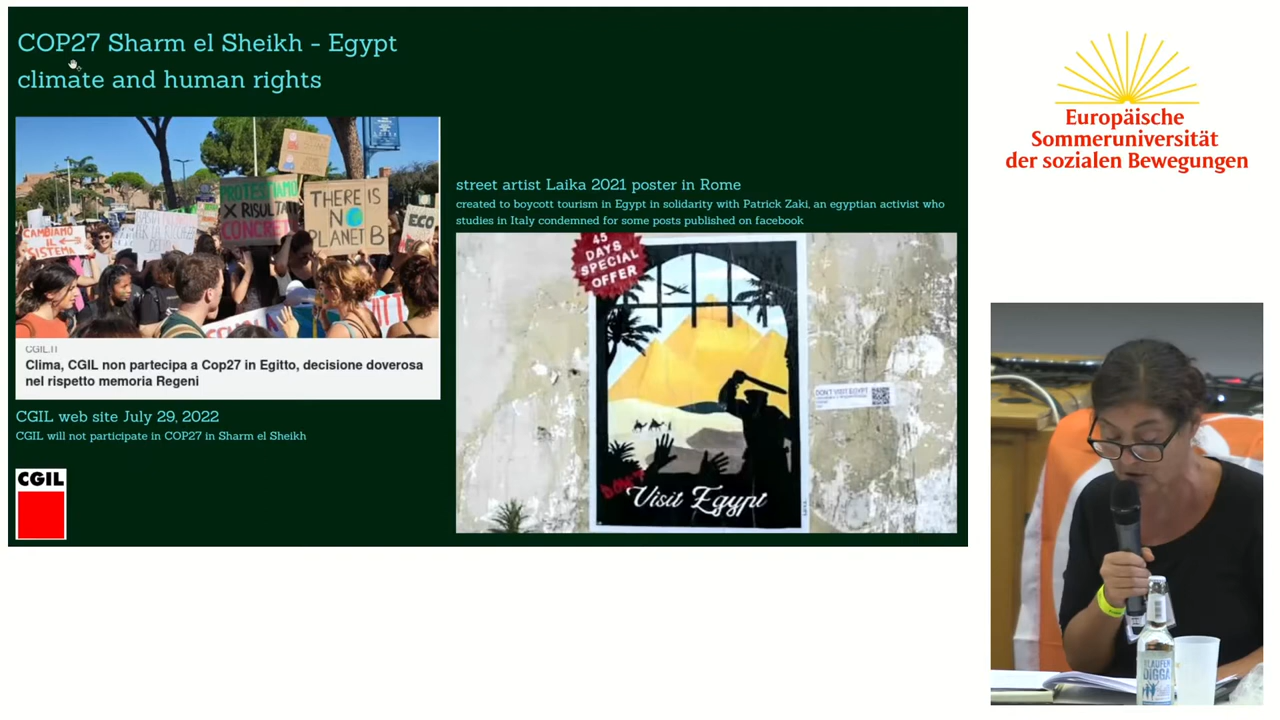 COP27 Sharm el Sheikh - Egypt
climate and human rights
CAMBIAMO
IL
SISTEMA
PROTESTIAMO
X RISULTATI
CONCRETI
THERE IS
NO
PLANET B
ECO
CGIL.IT
Clima, CGIL non partecipa a Cop27 in Egitto, decisione doverosa
nel rispetto memoria Regeni
CGIL web site July 29, 2022
CGIL will not participate in COP27 in Sharm el Sheikh
CGIL
street artist Laika 2021 poster in Rome
created to boycott tourism in Egypt in solidarity with Patrick Zaki, an egyptian activist who
studies in Italy condemned for some posts published on facebook
45
DAYS
SPECIAL
OFFER
DON'T VISIT EGYPT
DON'T
Visit Egypt
Europäische
Sommeruniversität
der sozialen Bewegungen
DIGGA